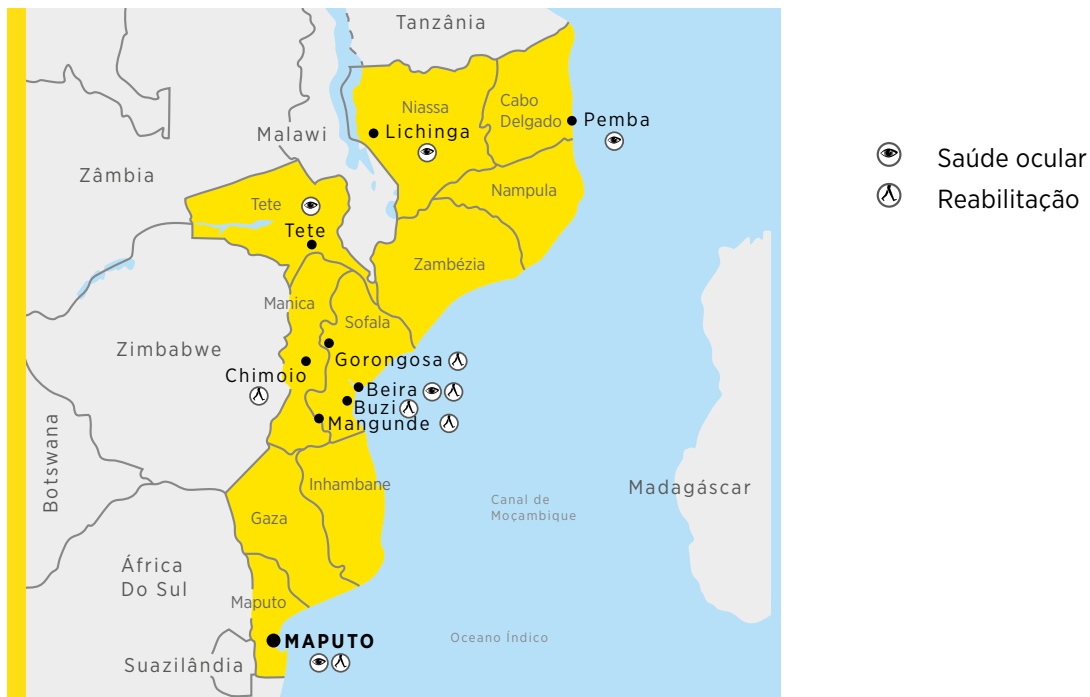 Tanzânia
Niassa
Cabo
Delgado
Pemba
Lichinga
Malawi
Saúde ocular
Zâmbia
Reabilitação
Nampula
Tete
Tete
Zambézia
Manica
Sofala
Zimbabwe
Gorongosa
Chimoio
Beira
Buzi
Mangunde
Botswana
Inhambane
Madagáscar
Canal de
Moçambique
Gaza
África
Do Sul
Maputo
MAPUTO
Oceano Índico
Suazilândia